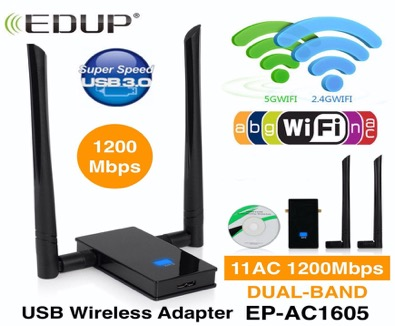 EDUP
Super Speed
USB3.0
1200
Mbps
5GWIFI 2.4GWIFI
a b g WiFi n ac
11AC 1200Mbps
DUAL-BAND
USB Wireless Adapter EP-AC1605